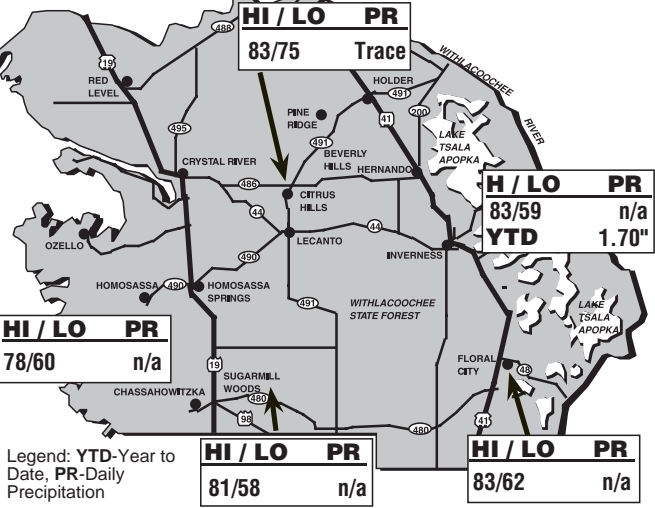 HI / LO PR
83/75 Trace
488
19
RED
LEVEL
WITHLACOOCHEE
RIVER
HOLDER
491
200
PINE
RIDGE
41
495
491
LAKE
TSALA
APOPKA
BEVERLY
HILLS
CRYSTAL RIVER
HERNANDO
486
H / LO PR
83/59 n/a
YTD 1.70"
CITRUS
HILLS
44
44
OZELLO
LECANTO
INVERNESS
490
HOMOSASSA
490
HOMOSASSA
SPRINGS
491
WITHLACOOCHEE
STATE FOREST
LAKE
TSALA
APOPKA
HI / LO PR
78/60 n/a
19
FLORAL
CITY
48
SUGARMILL
WOODS
CHASSAHOWITZKA
480
98
480
41
HI / LO PR
81/58 n/a
HI / LO PR
83/62 n/a
Legend: YTD-Year to
Date, PR-Daily
Precipitation